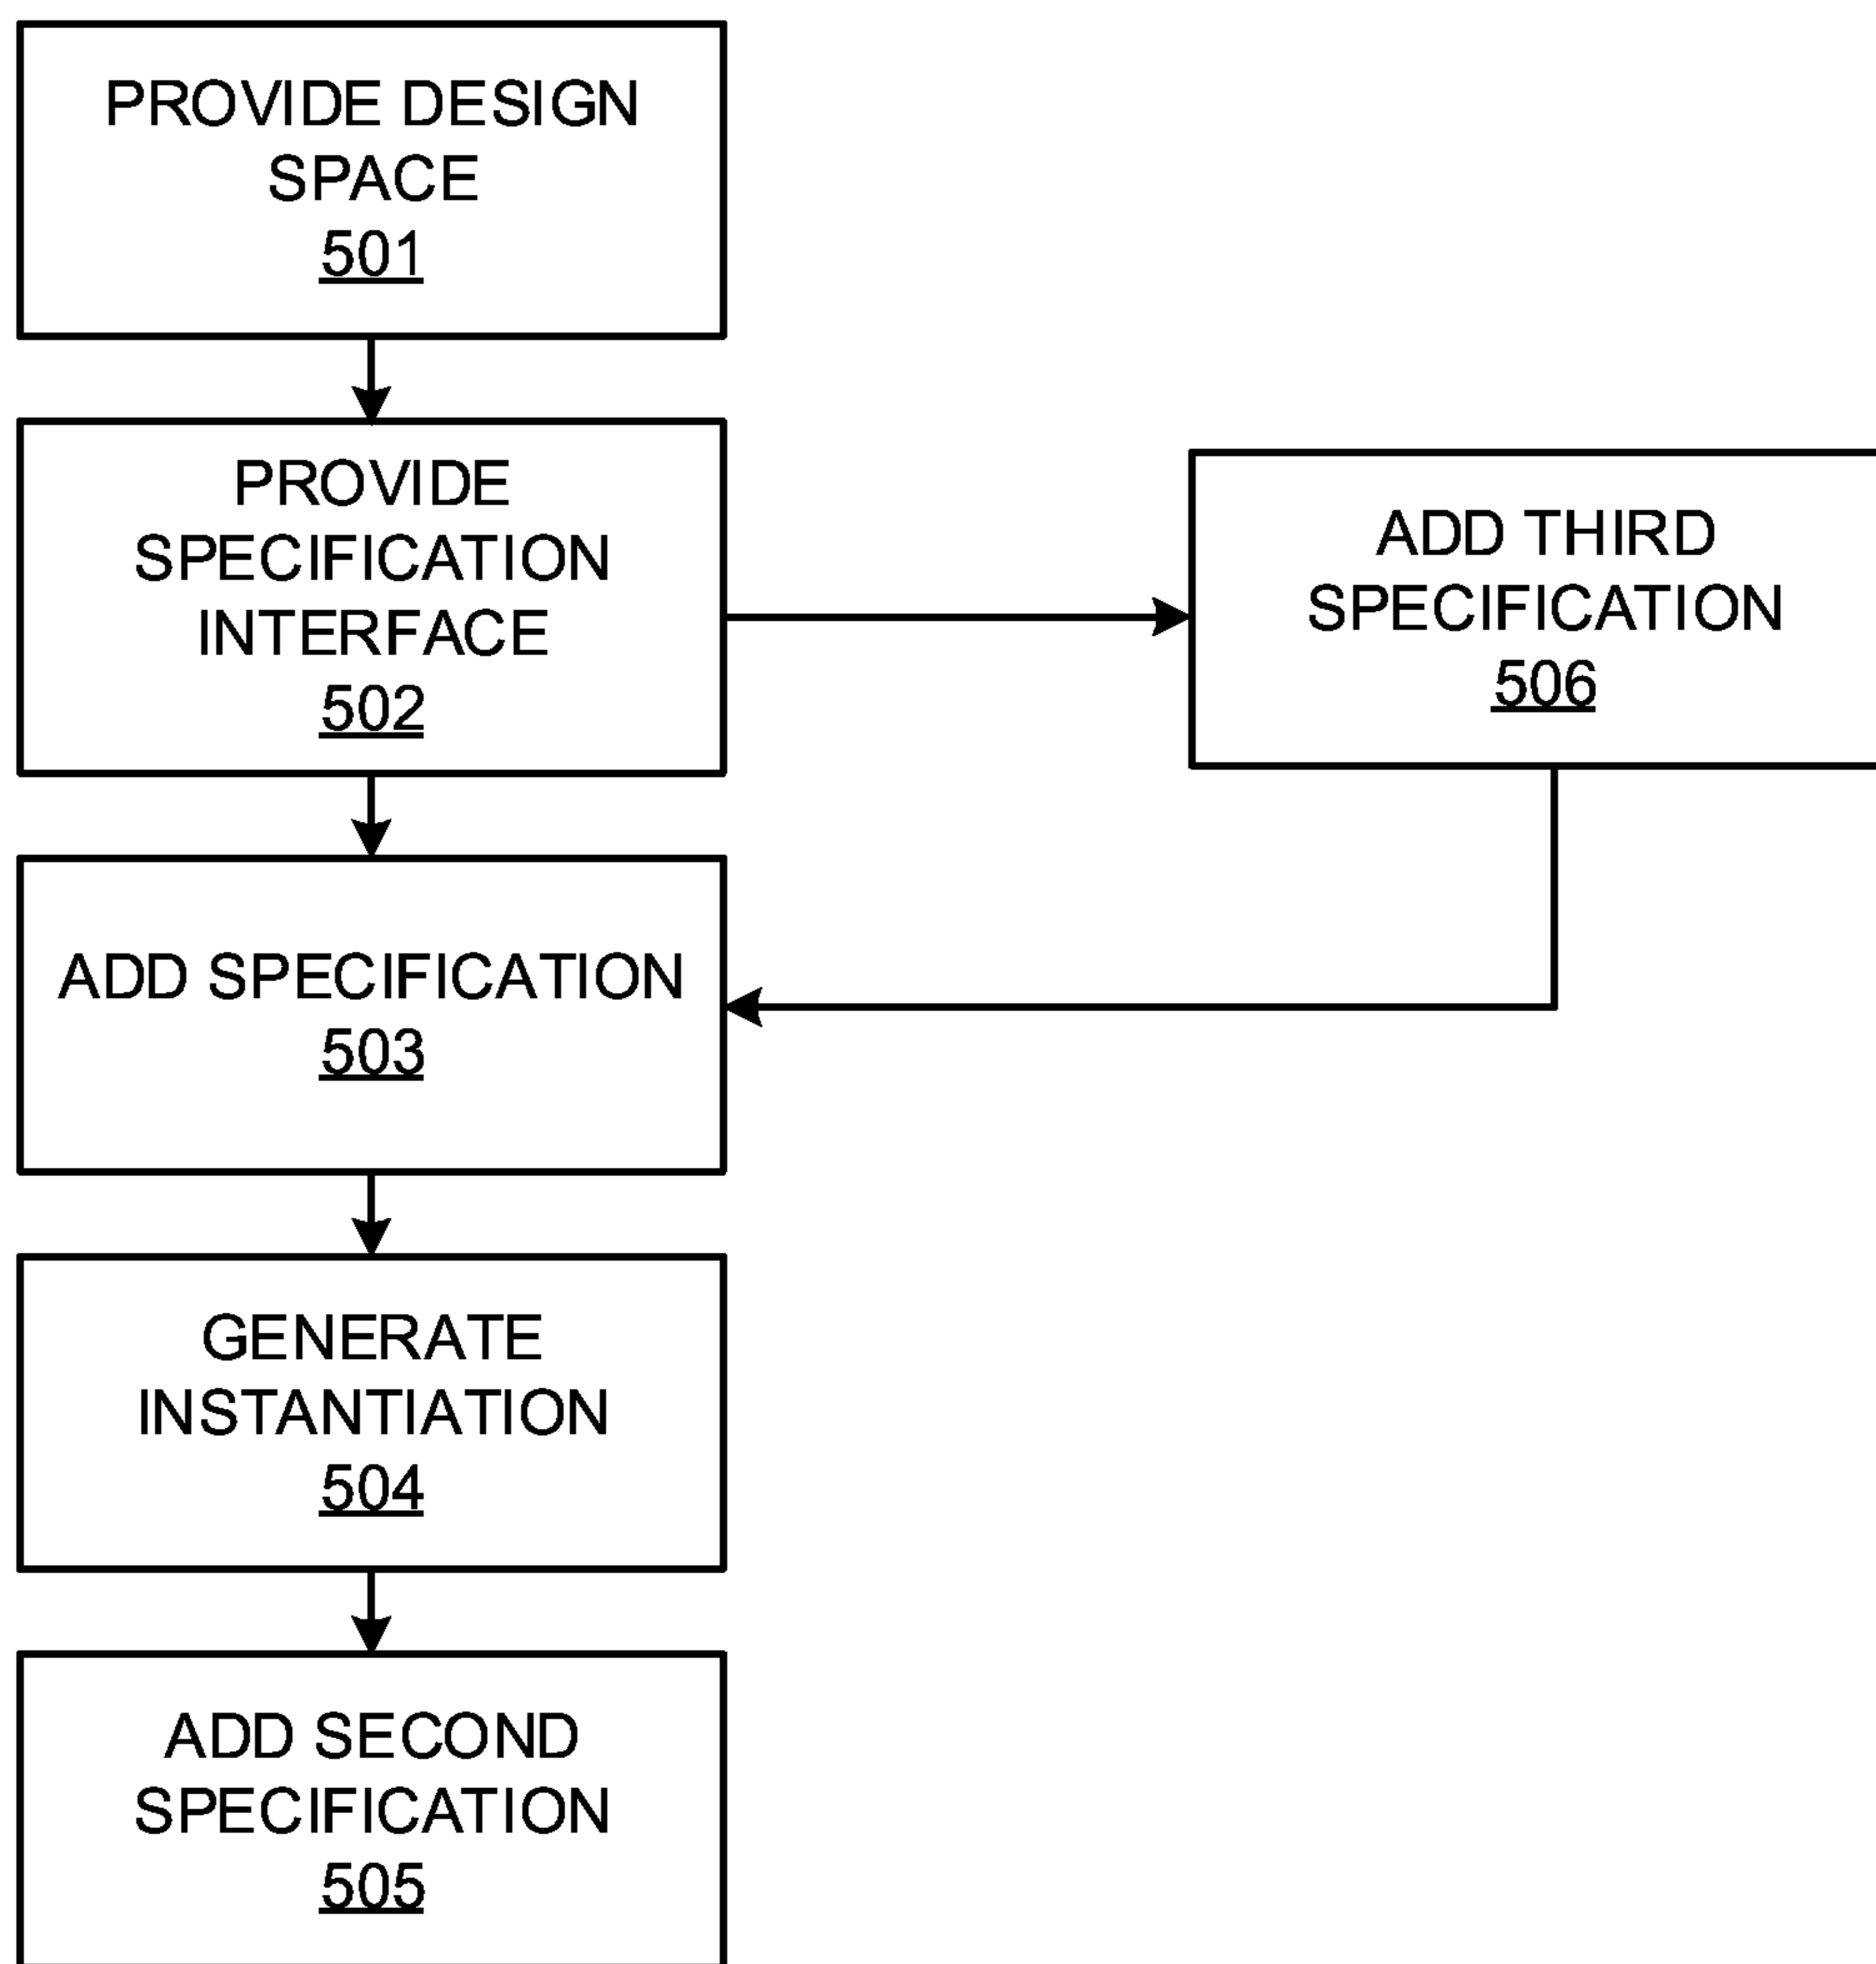 PROVIDE DESIGN
SPACE
501
PROVIDE
SPECIFICATION
INTERFACE
502
ADD THIRD
SPECIFICATION
506
ADD SPECIFICATION
503
GENERATE
INSTANTIATION
504
ADD SECOND
SPECIFICATION
505